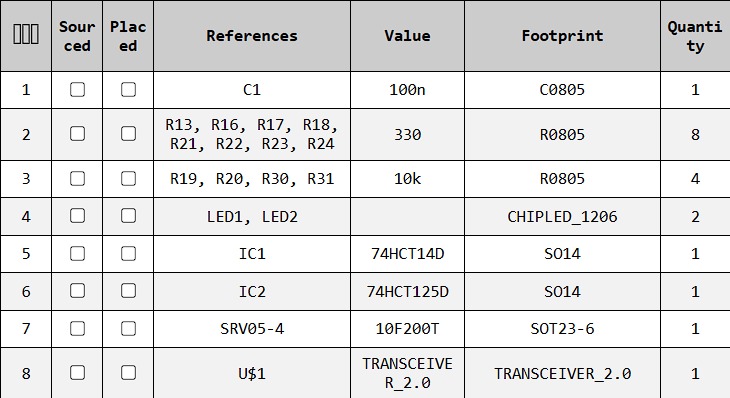 Sourced Placed References Value Footprint Quantity
1 C1 100n C0805 1
2 R13, R16, R17, R18, R21, R22, R23, R24 330 R0805 8
3 R19, R20, R30, R31 10k R0805 4
4 LED1, LED2 CHIPLED_1206 2
5 IC1 74HCT14D SO14 1
6 IC2 74HCT125D SO14 1
7 SRV05-4 10F200T SOT23-6 1
8 U$1 TRANSCEIVER_2.0 TRANSCEIVER_2.0 1